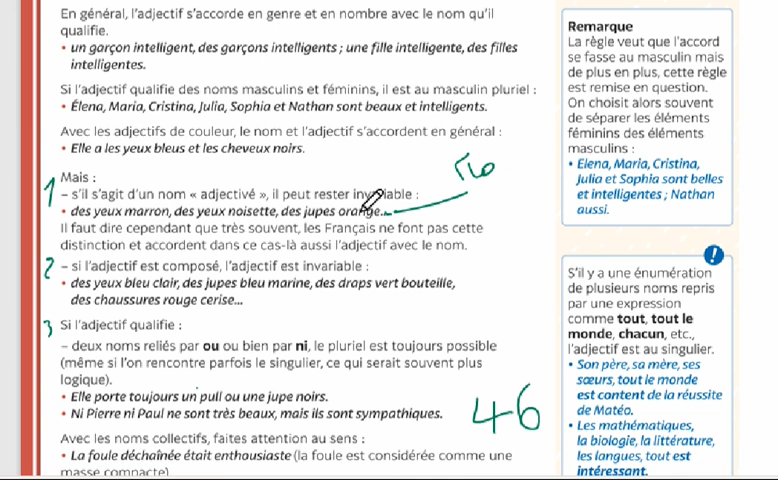 En général, l'adjectif s'accorde en genre et en nombre avec le nom qu'il
qualifie.
• un garçon intelligent, des garçons intelligents ; une fille intelligente, des filles
intelligentes.
Si l'adjectif qualifie des noms masculins et féminins, il est au masculin pluriel :
• Élena, Maria, Cristina, Julia, Sophia et Nathan sont beaux et intelligents.
Avec les adjectifs de couleur, le nom et l'adjectif s'accordent en général :
• Elle a les yeux bleus et les cheveux noirs.
Mais :
1
– s'il s'agit d'un nom « adjectivé », il peut rester invariable :
• des yeux marron, des yeux noisette, des jupes orange...
Il faut dire cependant que très souvent, les Français ne font pas cette
distinction et accordent dans ce cas-là aussi l'adjectif avec le nom.
2 – si l'adjectif est composé, l'adjectif est invariable :
• des yeux bleu clair, des jupes bleu marine, des draps vert bouteille,
des chaussures rouge cerise...
3 Si l'adjectif qualifie :
– deux noms reliés par ou ou bien par ni, le pluriel est toujours possible
(même si l'on rencontre parfois le singulier, ce qui serait souvent plus
logique).
• Elle porte toujours un pull ou une jupe noirs.
• Ni Pierre ni Paul ne sont très beaux, mais ils sont sympathiques.
46
Avec les noms collectifs, faites attention au sens :
• La foule déchaînée était enthousiaste (la foule est considérée comme une
masse compacte)
Remarque
La règle veut que l'accord
se fasse au masculin mais
de plus en plus, cette règle
est remise en question.
On choisit alors souvent
de séparer les éléments
féminins des éléments
masculins :
• Elena, Maria, Cristina,
Julia et Sophia sont belles
et intelligentes ; Nathan
aussi.
!
S'il y a une énumération
de plusieurs noms repris
par une expression
comme tout, tout le
monde, chacun, etc.,
l'adjectif est au singulier.
• Son père, sa mère, ses
sœurs, tout le monde
est content de la réussite
de Matéo.
• Les mathématiques,
la biologie, la littérature,
les langues, tout est
intéressant.